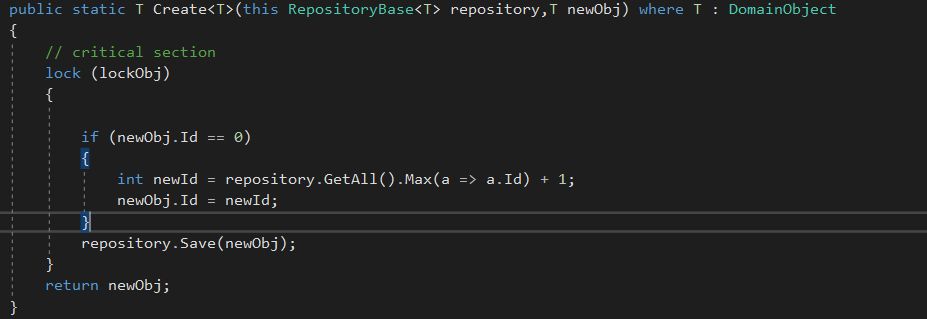 public static T Create<T>(this RepositoryBase<T> repository,T newObj) where T : DomainObject
{
// critical section
lock (lockObj)
{
if (newObj.Id == 0)
{
int newId = repository.GetAll().Max(a => a.Id) + 1;
newObj.Id = newId;
}
repository.Save(newObj);
}
return newObj;
}